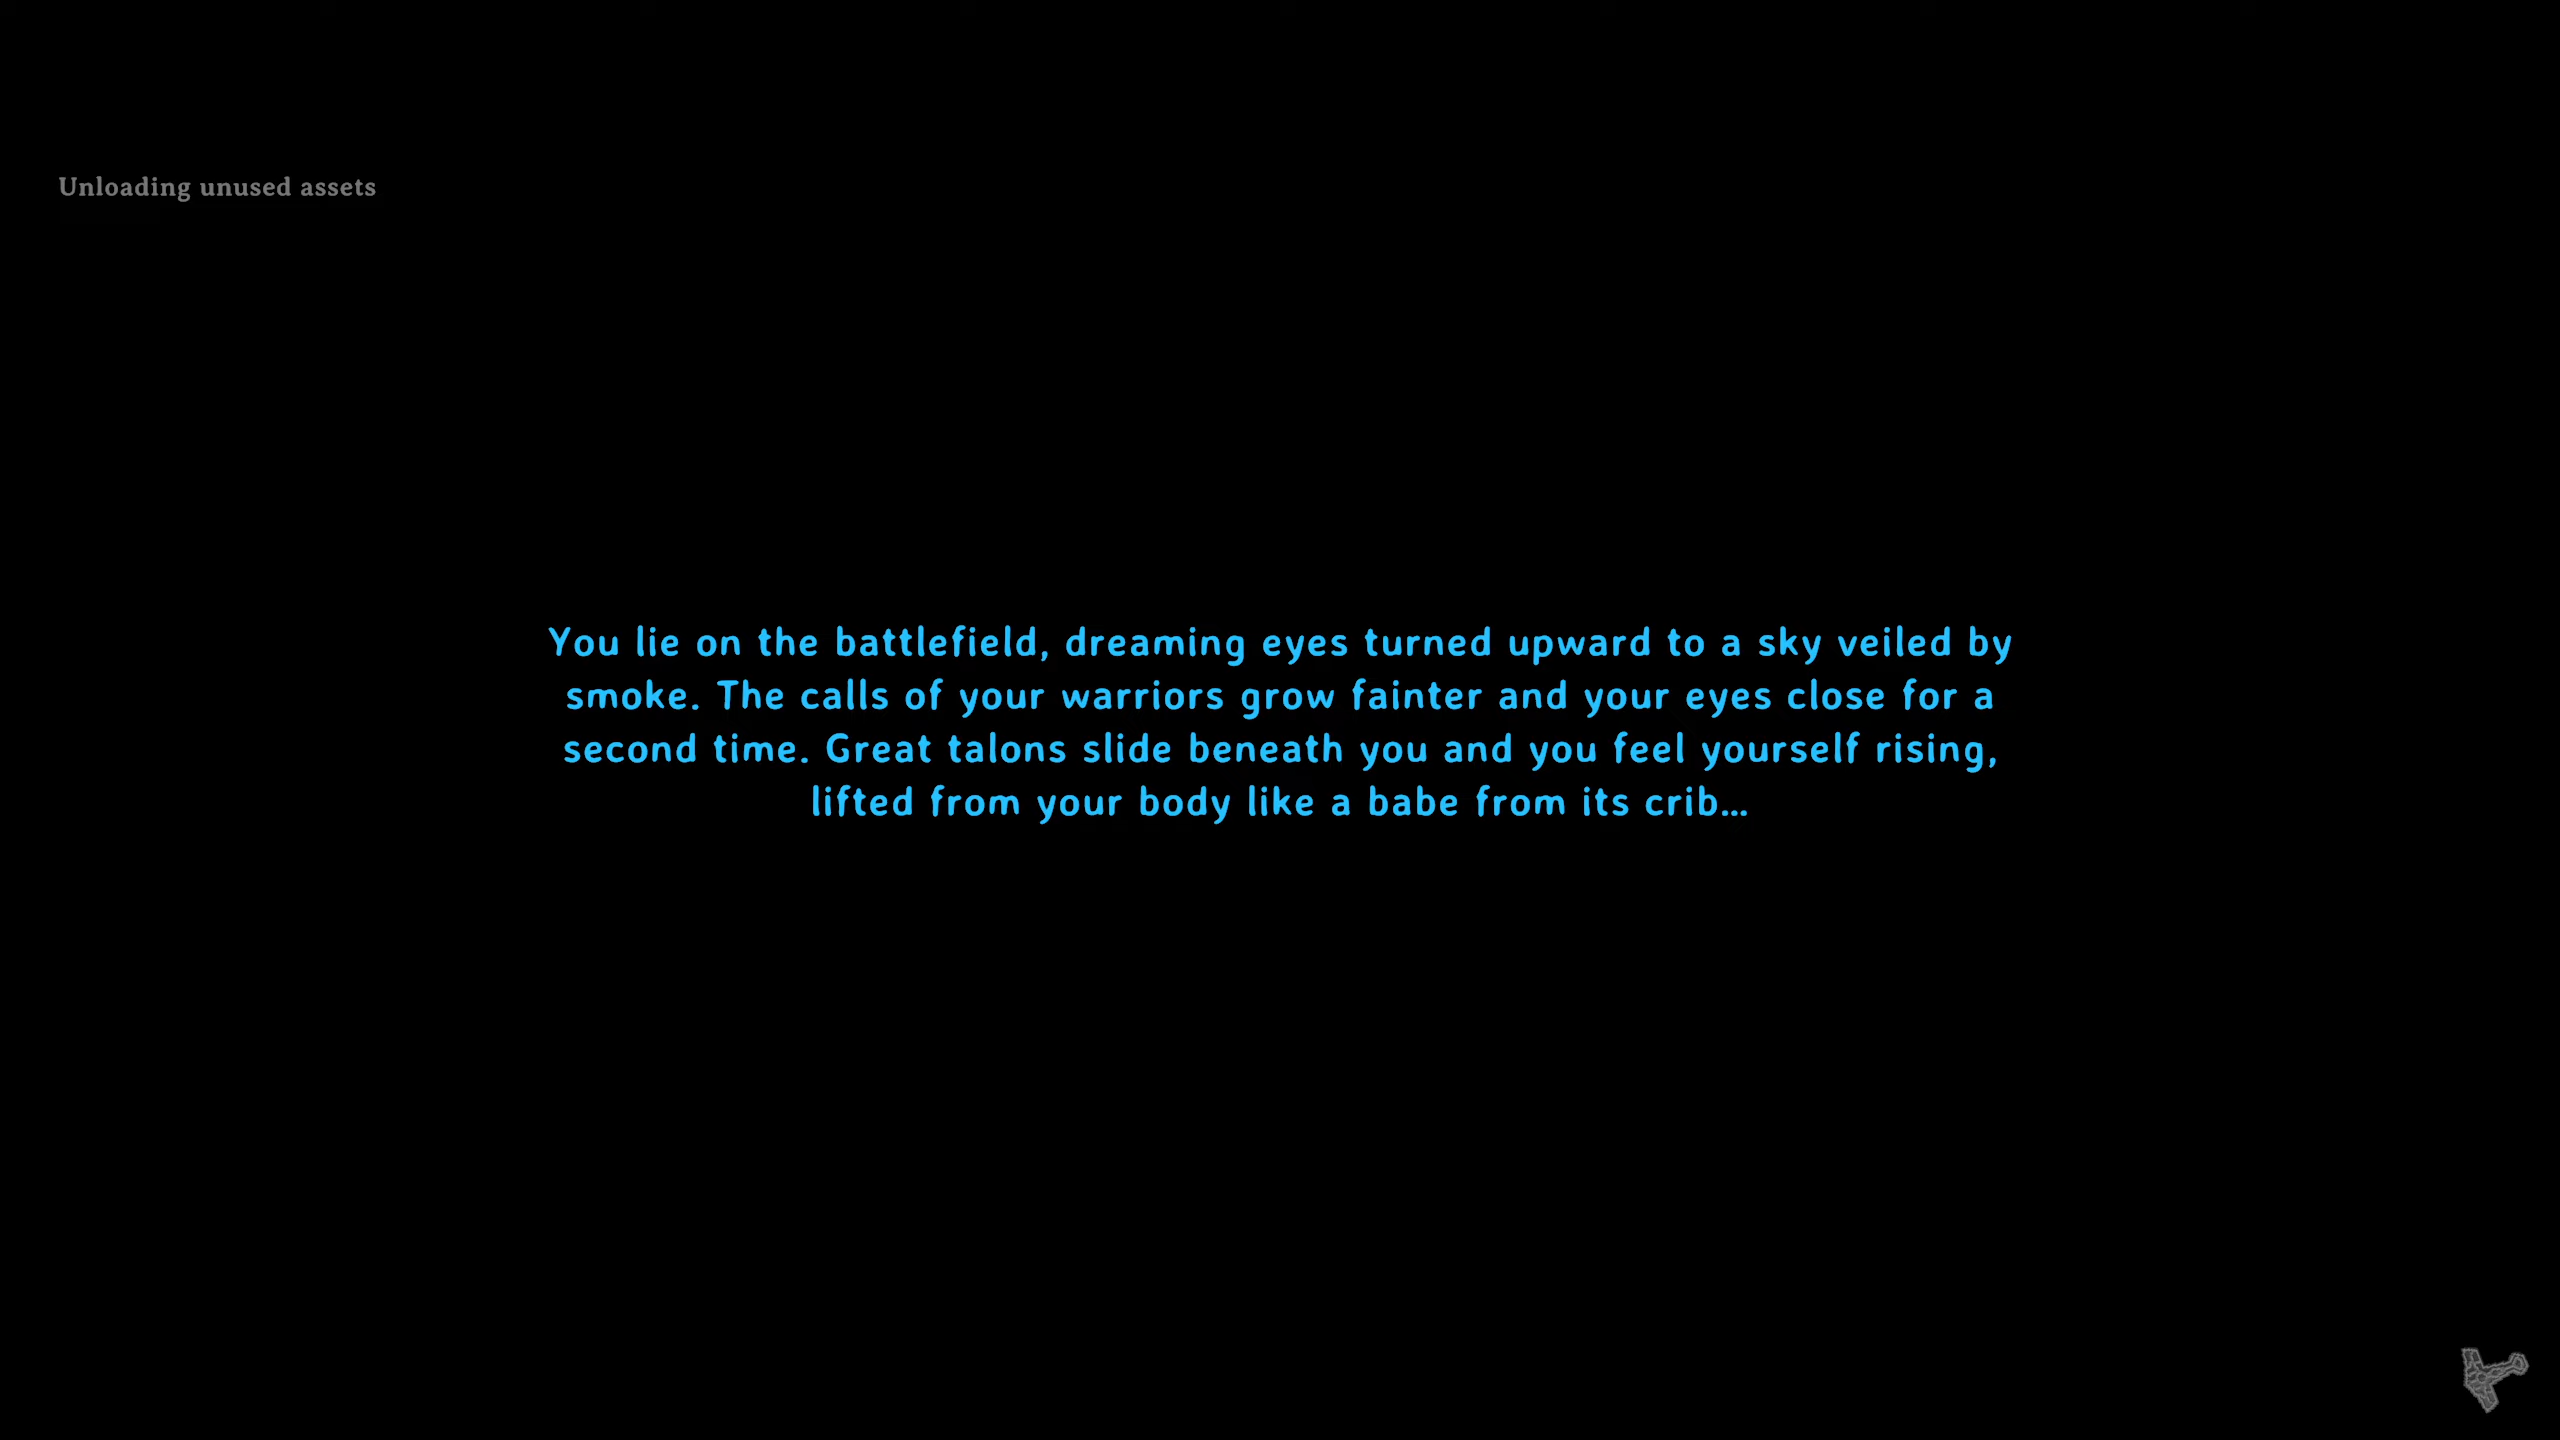 Unloading unused assets
You lie on the battlefield, dreaming eyes turned upward to a sky veiled by
smoke. The calls of your warriors grow fainter and your eyes close for a
second time. Great talons slide beneath you and you feel yourself rising,
lifted from your body like a babe from its crib...